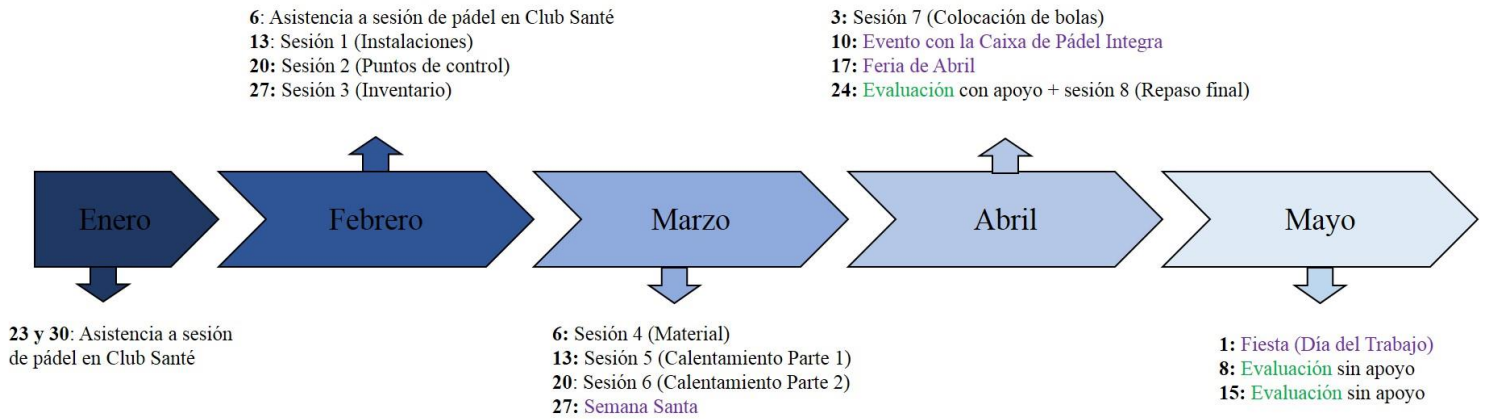 6: Asistencia a sesión de pádel en Club Santé
13: Sesión 1 (Instalaciones)
20: Sesión 2 (Puntos de control)
27: Sesión 3 (Inventario)
3: Sesión 7 (Colocación de bolas)
10: Evento con la Caixa de Pádel Integra
17: Feria de Abril
24: Evaluación con apoyo + sesión 8 (Repaso final)
Enero
Febrero
Marzo
Abril
Mayo
23 y 30: Asistencia a sesión
de pádel en Club Santé
6: Sesión 4 (Material)
13: Sesión 5 (Calentamiento Parte 1)
20: Sesión 6 (Calentamiento Parte 2)
27: Semana Santa
1: Fiesta (Día del Trabajo)
8: Evaluación sin apoyo
15: Evaluación sin apoyo